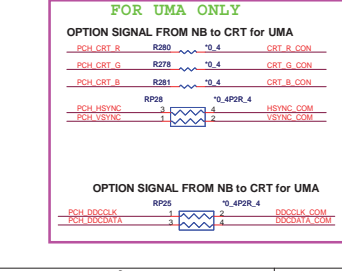 FOR UMA ONLY
OPTION SIGNAL FROM NB to CRT for UMA
PCH_CRT_R R280 *0_4 CRT_R_CON
PCH_CRT_G R278 *0_4 CRT_G_CON
PCH_CRT_B R281 *0_4 CRT_B_CON
RP28 *0_4P2R_4
PCH_HSYNC 3 4 HSYNC_COM
PCH_VSYNC 1 2 VSYNC_COM
OPTION SIGNAL FROM NB to CRT for UMA
RP25 *0_4P2R_4
PCH_DDCCLK 1 2 DDCCLK_COM
PCH_DDCDATA 3 4 DDCDATA_COM